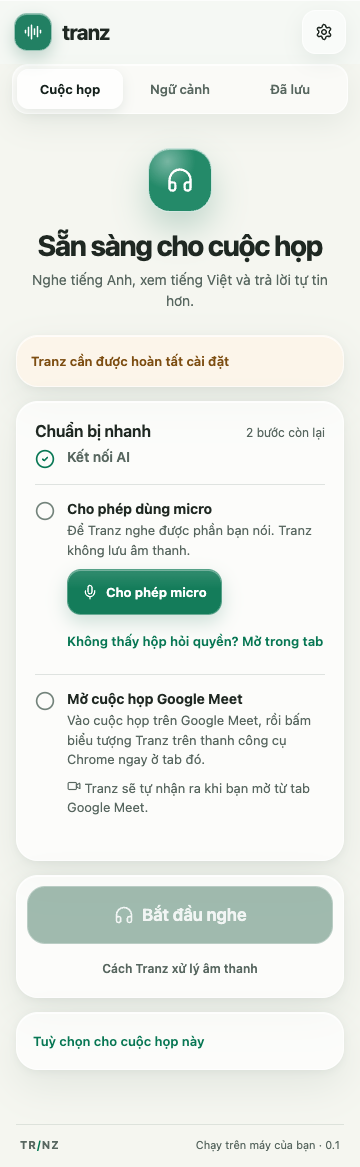 tranz
Cuộc họp
Ngữ cảnh
Đã lưu
Sẵn sàng cho cuộc họp
Nghe tiếng Anh, xem tiếng Việt và trả lời tự tin
hơn.
Tranz cần được hoàn tất cài đặt
Chuẩn bị nhanh
2 bước còn lại
Kết nối AI
Cho phép dùng micro
Để Tranz nghe được phần bạn nói. Tranz
không lưu âm thanh.
Cho phép micro
Không thấy hộp hỏi quyền? Mở trong tab
Mở cuộc họp Google Meet
Vào cuộc họp trên Google Meet, rồi bấm
biểu tượng Tranz trên thanh công cụ
Chrome ngay ở tab đó.
Tranz sẽ tự nhận ra khi bạn mở từ tab
Google Meet.
Bắt đầu nghe
Cách Tranz xử lý âm thanh
Tuỳ chọn cho cuộc họp này
TR/NZ
Chạy trên máy của bạn · 0.1